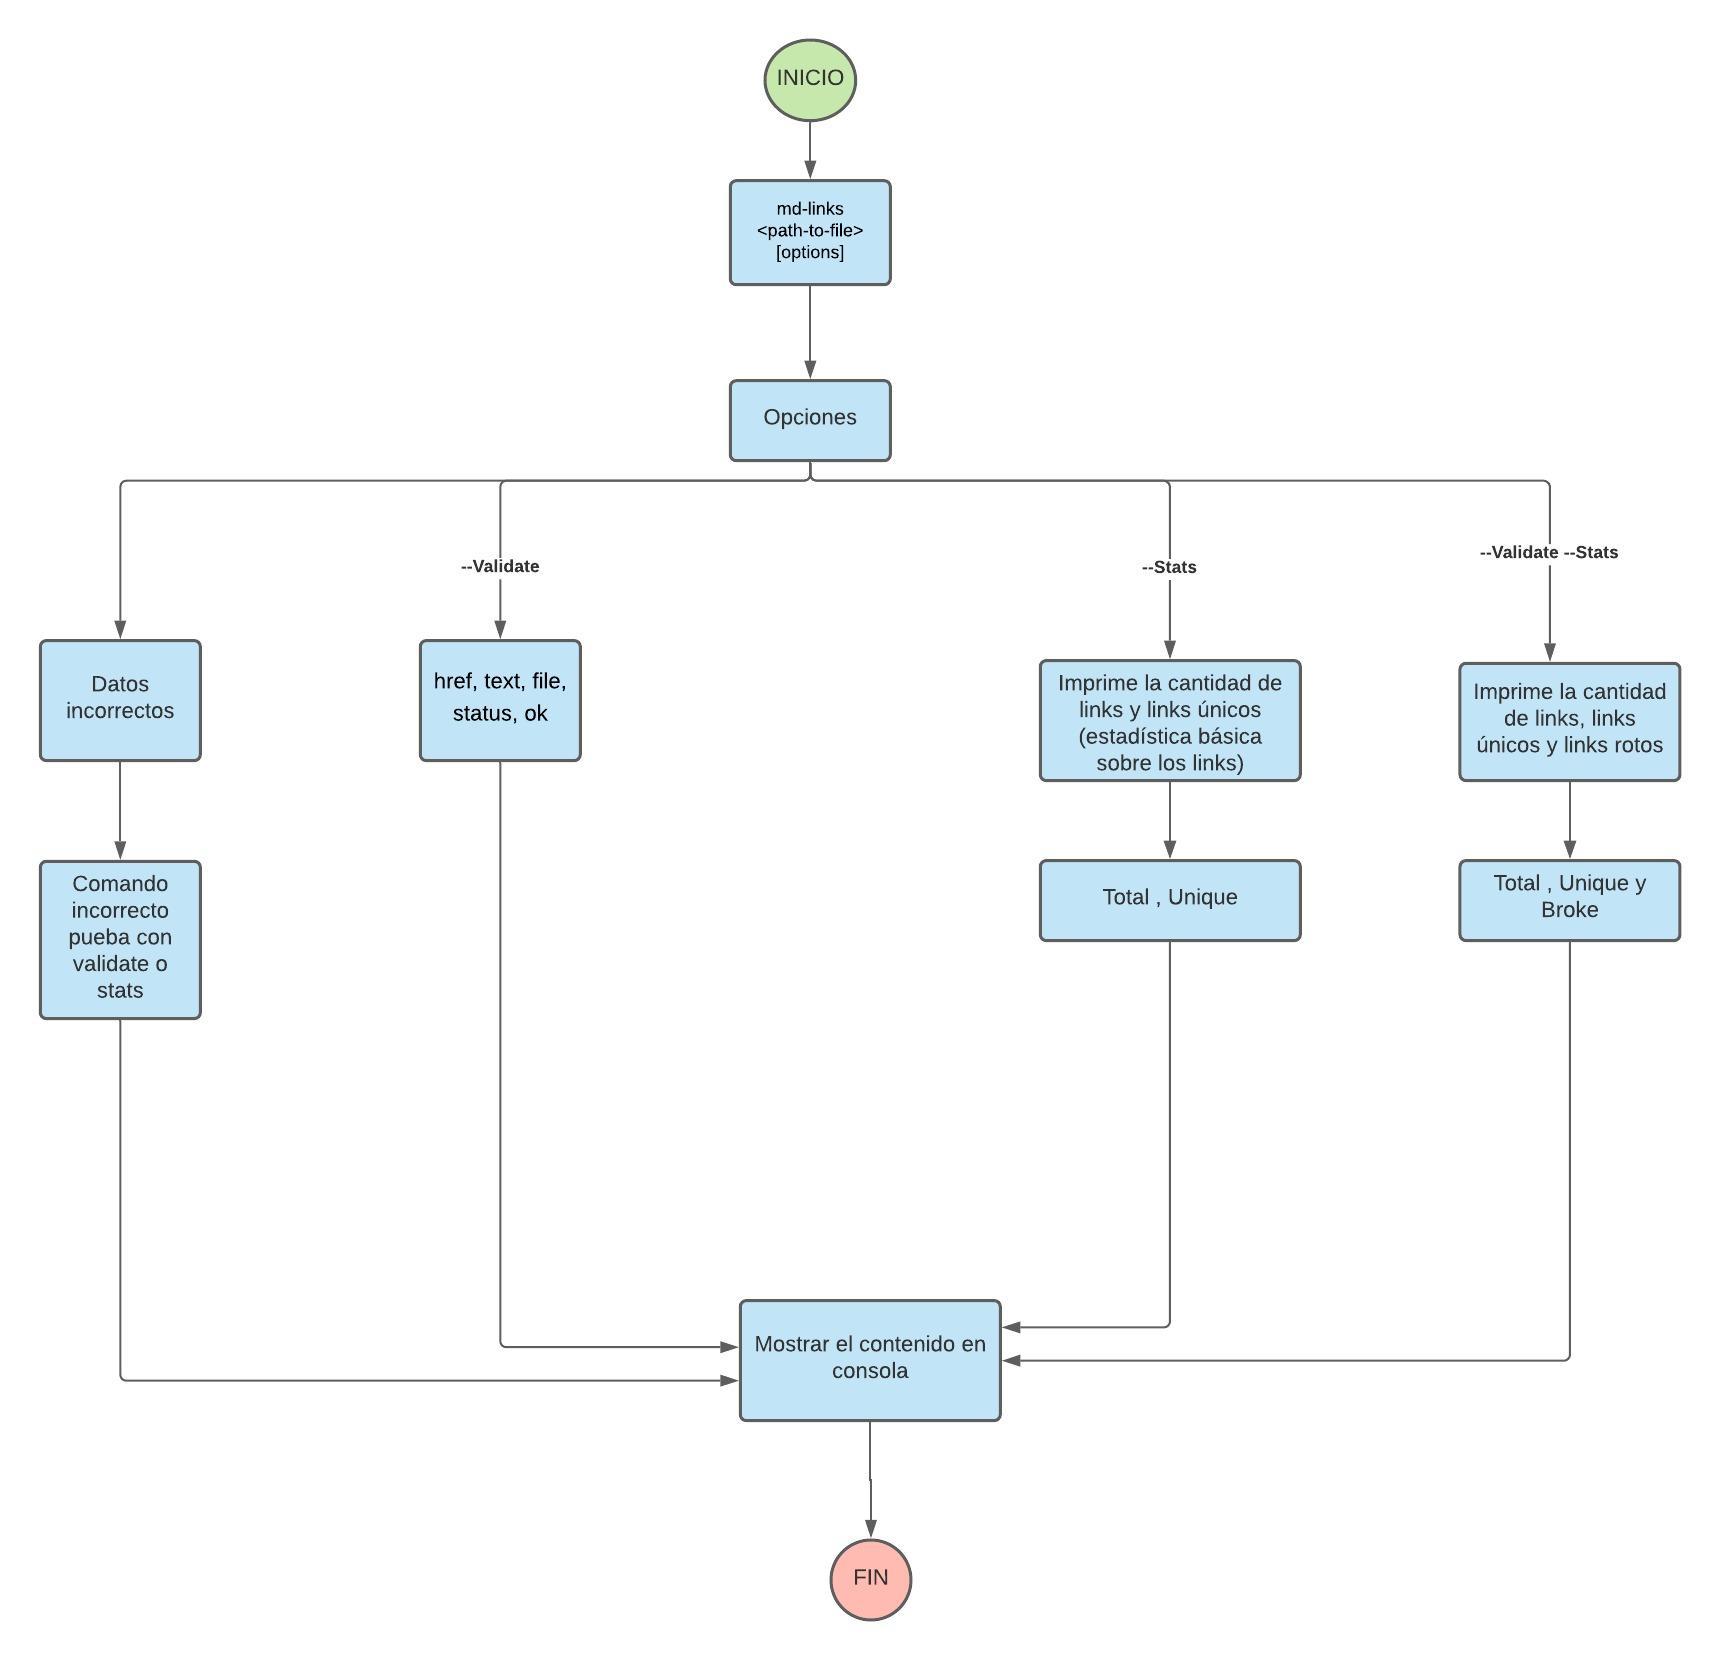 INICIO
md-links
<path-to-file>
[options]
Opciones
--Validate
--Stats
--Validate --Stats
Datos
incorrectos
href, text, file,
status, ok
Imprime la cantidad de
links y links únicos
(estadística básica
sobre los links)
Imprime la cantidad
de links, links
únicos y links rotos
Comando
incorrecto
pueba con
validate o
stats
Total , Unique
Total , Unique y
Broke
Mostrar el contenido en
consola
FIN